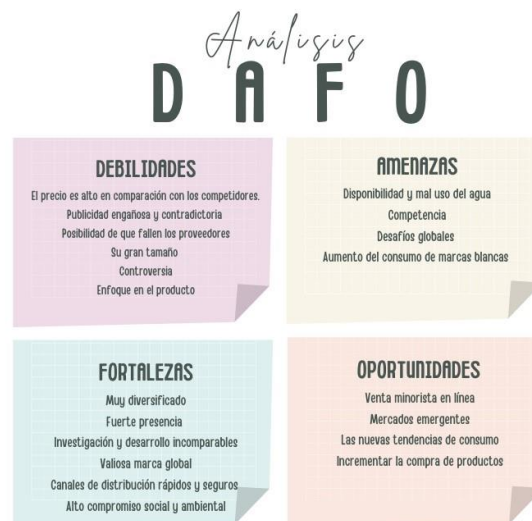 Análisis
DAFO
DEBILIDADES
El precio es alto en comparación con los competidores.
Publicidad engañosa y contradictoria
Posibilidad de que fallen los proveedores
Su gran tamaño
Controversia
Enfoque en el producto
AMENAZAS
Disponibilidad y mal uso del agua
Competencia
Desafíos globales
Aumento del consumo de marcas blancas
FORTALEZAS
Muy diversificado
Fuerte presencia
Investigación y desarrollo incomparables
Valiosa marca global
Canales de distribución rápidos y seguros
Alto compromiso social y ambiental
OPORTUNIDADES
Venta minorista en línea
Mercados emergentes
Las nuevas tendencias de consumo
Incrementar la compra de productos